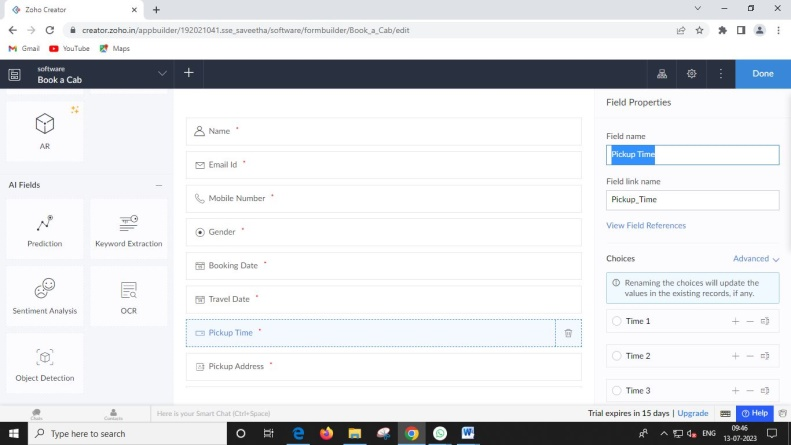 Zoho Creator
creator.zoho.in/appbuilder/192021041.sse_saveetha/software/formbuilder/Book_a_Cab/edit
Gmail YouTube Maps
software
Book a Cab
Done
AR
AI Fields
Prediction
Keyword Extraction
Sentiment Analysis
OCR
Object Detection
Name *
Email Id *
Mobile Number *
Gender *
Booking Date *
Travel Date *
Pickup Time *
Pickup Address *
Field Properties
Field name
Pickup Time
Field link name
Pickup_Time
View Field References
Choices Advanced
Renaming the choices will update the
values in the existing records, if any.
Time 1
Time 2
Time 3
Chats
Contacts
Here is your Smart Chat (Ctrl+Space)
Trial expires in 15 days | Upgrade
Help
Type here to search
ENG
09:46
13-07-2023